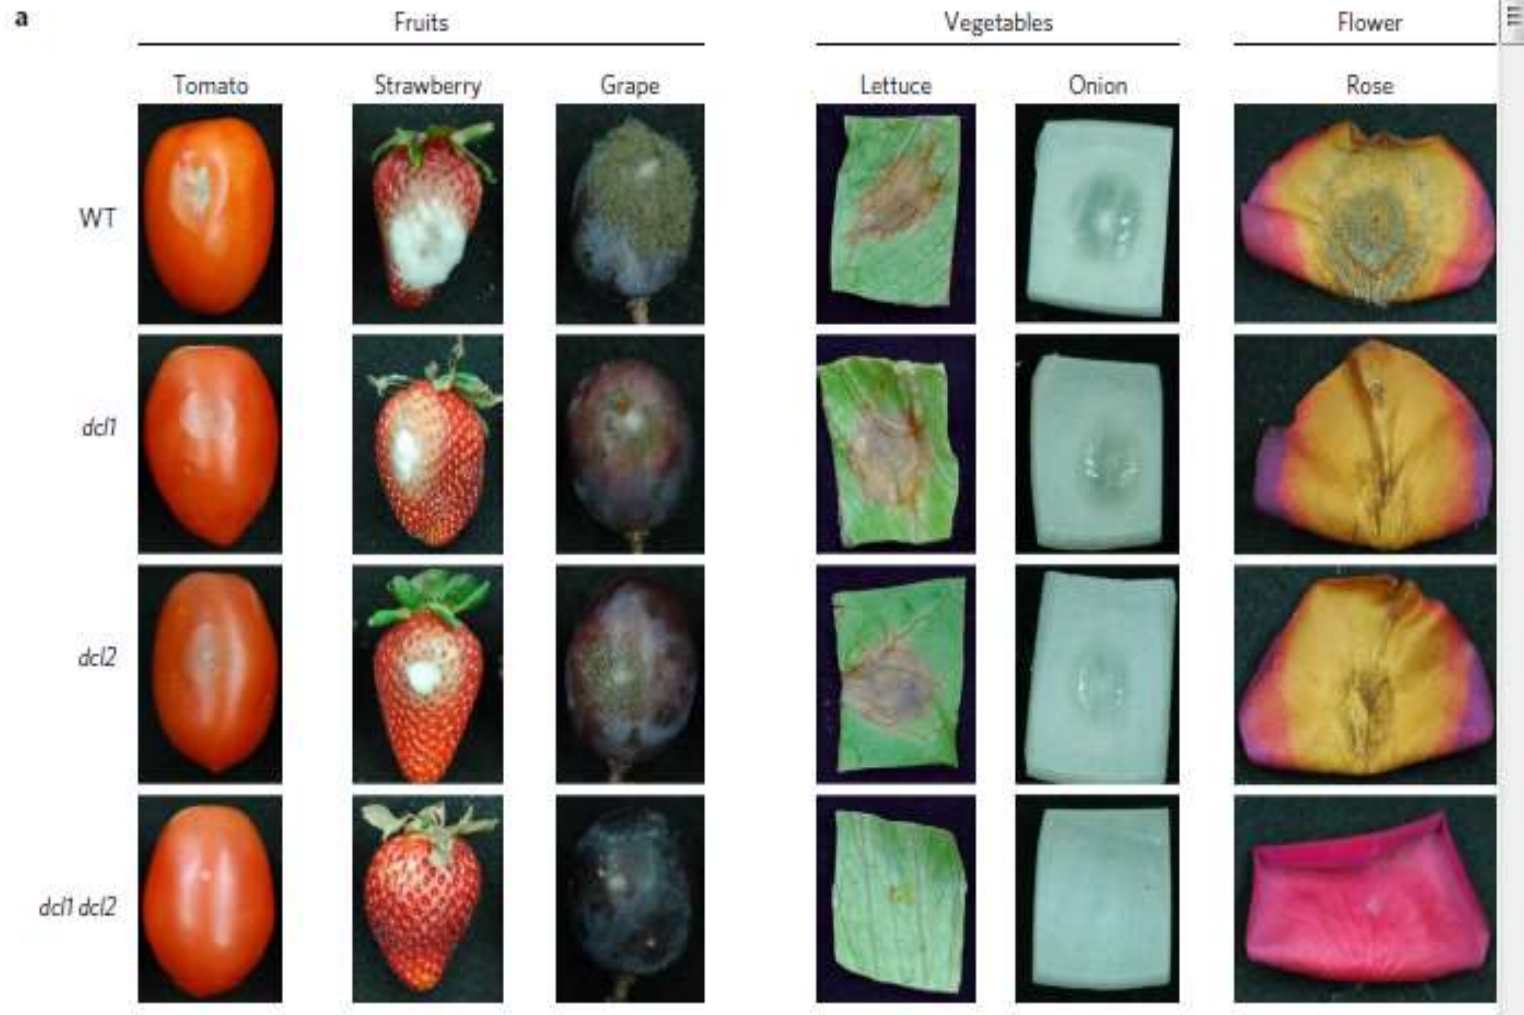 a
Fruits Vegetables Flower
Tomato Strawberry Grape Lettuce Onion Rose
WT
dcl1
dcl2
dcl1 dcl2